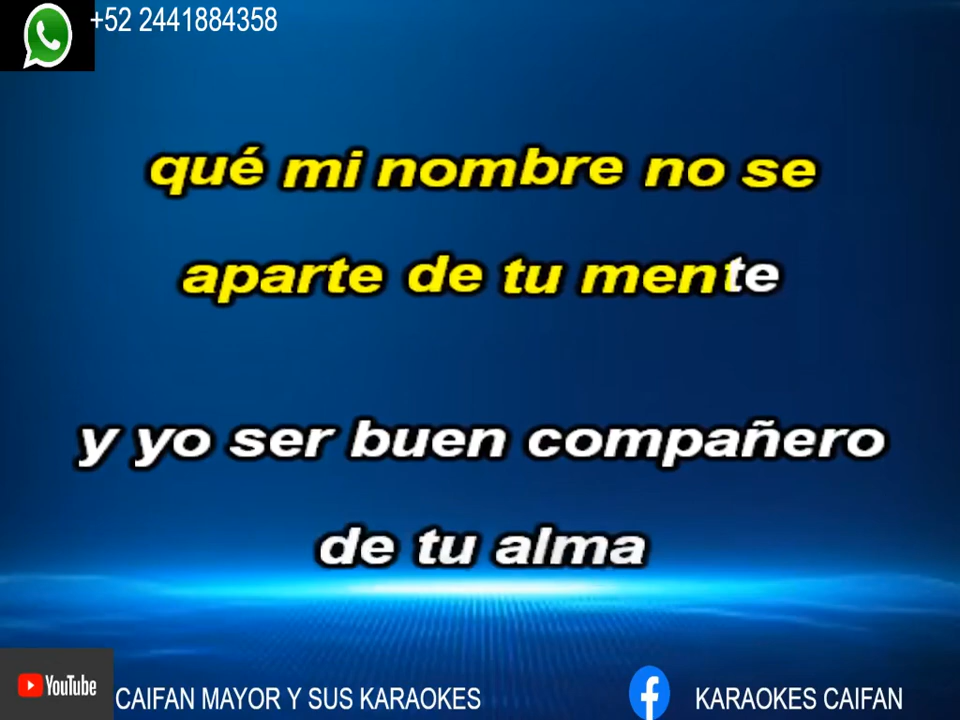 +52 2441884358
qué mi nombre no se
aparte de tu mente
y yo ser buen compañero
de tu alma
YouTube
CAIFAN MAYOR Y SUS KARAOKES
KARAOKES CAIFAN